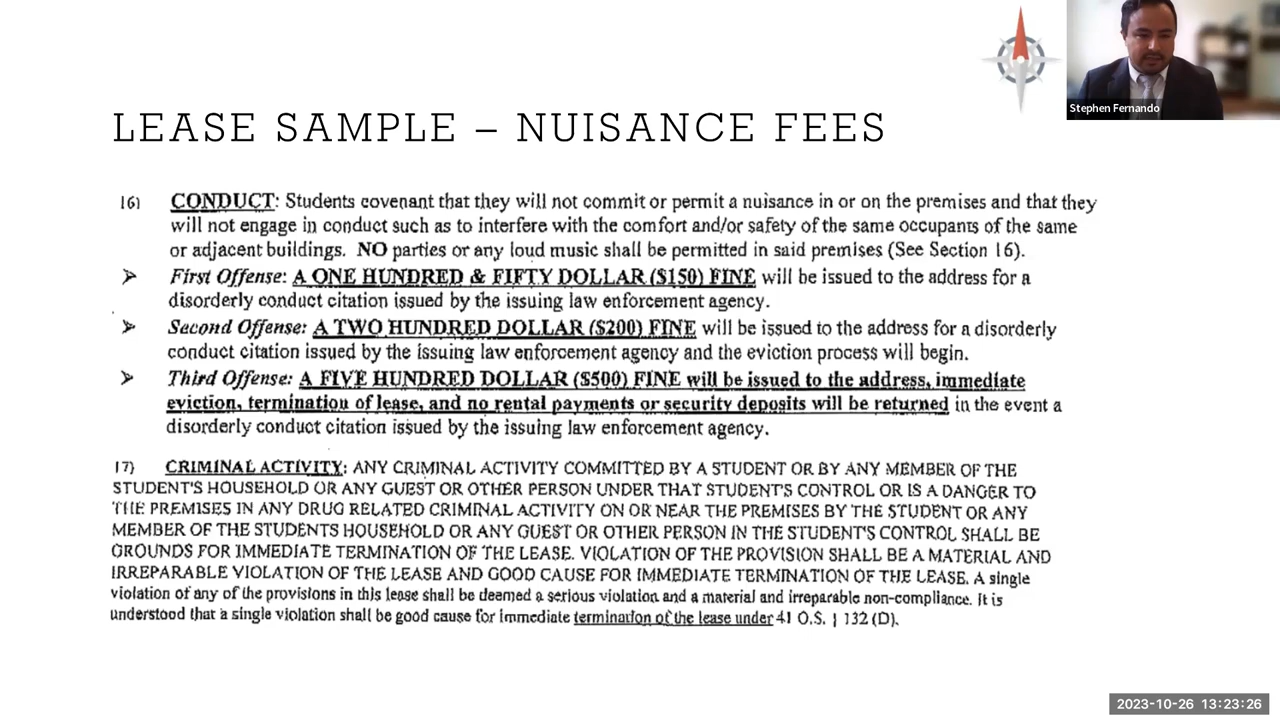 Stephen Fernando
LEASE SAMPLE – NUISANCE FEES
16) CONDUCT: Students covenant that they will not commit or permit a nuisance in or on the premises and that they
will not engage in conduct such as to interfere with the comfort and/or safety of the same occupants of the same
or adjacent buildings. NO parties or any loud music shall be permitted in said premises (See Section 16).
➤ First Offense: A ONE HUNDRED & FIFTY DOLLAR ($150) FINE will be issued to the address for a
disorderly conduct citation issued by the issuing law enforcement agency.
➤ Second Offense: A TWO HUNDRED DOLLAR ($200) FINE will be issued to the address for a disorderly
conduct citation issued by the issuing law enforcement agency and the eviction process will begin.
➤ Third Offense: A FIVE HUNDRED DOLLAR ($500) FINE will be issued to the address, immediate
eviction, termination of lease, and no rental payments or security deposits will be returned in the event a
disorderly conduct citation issued by the issuing law enforcement agency.
17) CRIMINAL ACTIVITY: ANY CRIMINAL ACTIVITY COMMITTED BY A STUDENT OR BY ANY MEMBER OF THE
STUDENT'S HOUSEHOLD OR ANY GUEST OR OTHER PERSON UNDER THAT STUDENT'S CONTROL OR IS A DANGER TO
THE PREMISES IN ANY DRUG RELATED CRIMINAL ACTIVITY ON OR NEAR THE PREMISES BY THE STUDENT OR ANY
MEMBER OF THE STUDENTS HOUSEHOLD OR ANY GUEST OR OTHER PERSON IN THE STUDENT'S CONTROL SHALL BE
GROUNDS FOR IMMEDIATE TERMINATION OF THE LEASE. VIOLATION OF THE PROVISION SHALL BE A MATERIAL AND
IRREPARABLE VIOLATION OF THE LEASE AND GOOD CAUSE FOR IMMEDIATE TERMINATION OF THE LEASE. A single
violation of any of the provisions in this lease shall be deemed a serious violation and a material and irreparable non-compliance. It is
understood that a single violation shall be good cause for immediate termination of the lease under 41 O.S. | 132 (D).
2023-10-26 13:23:26